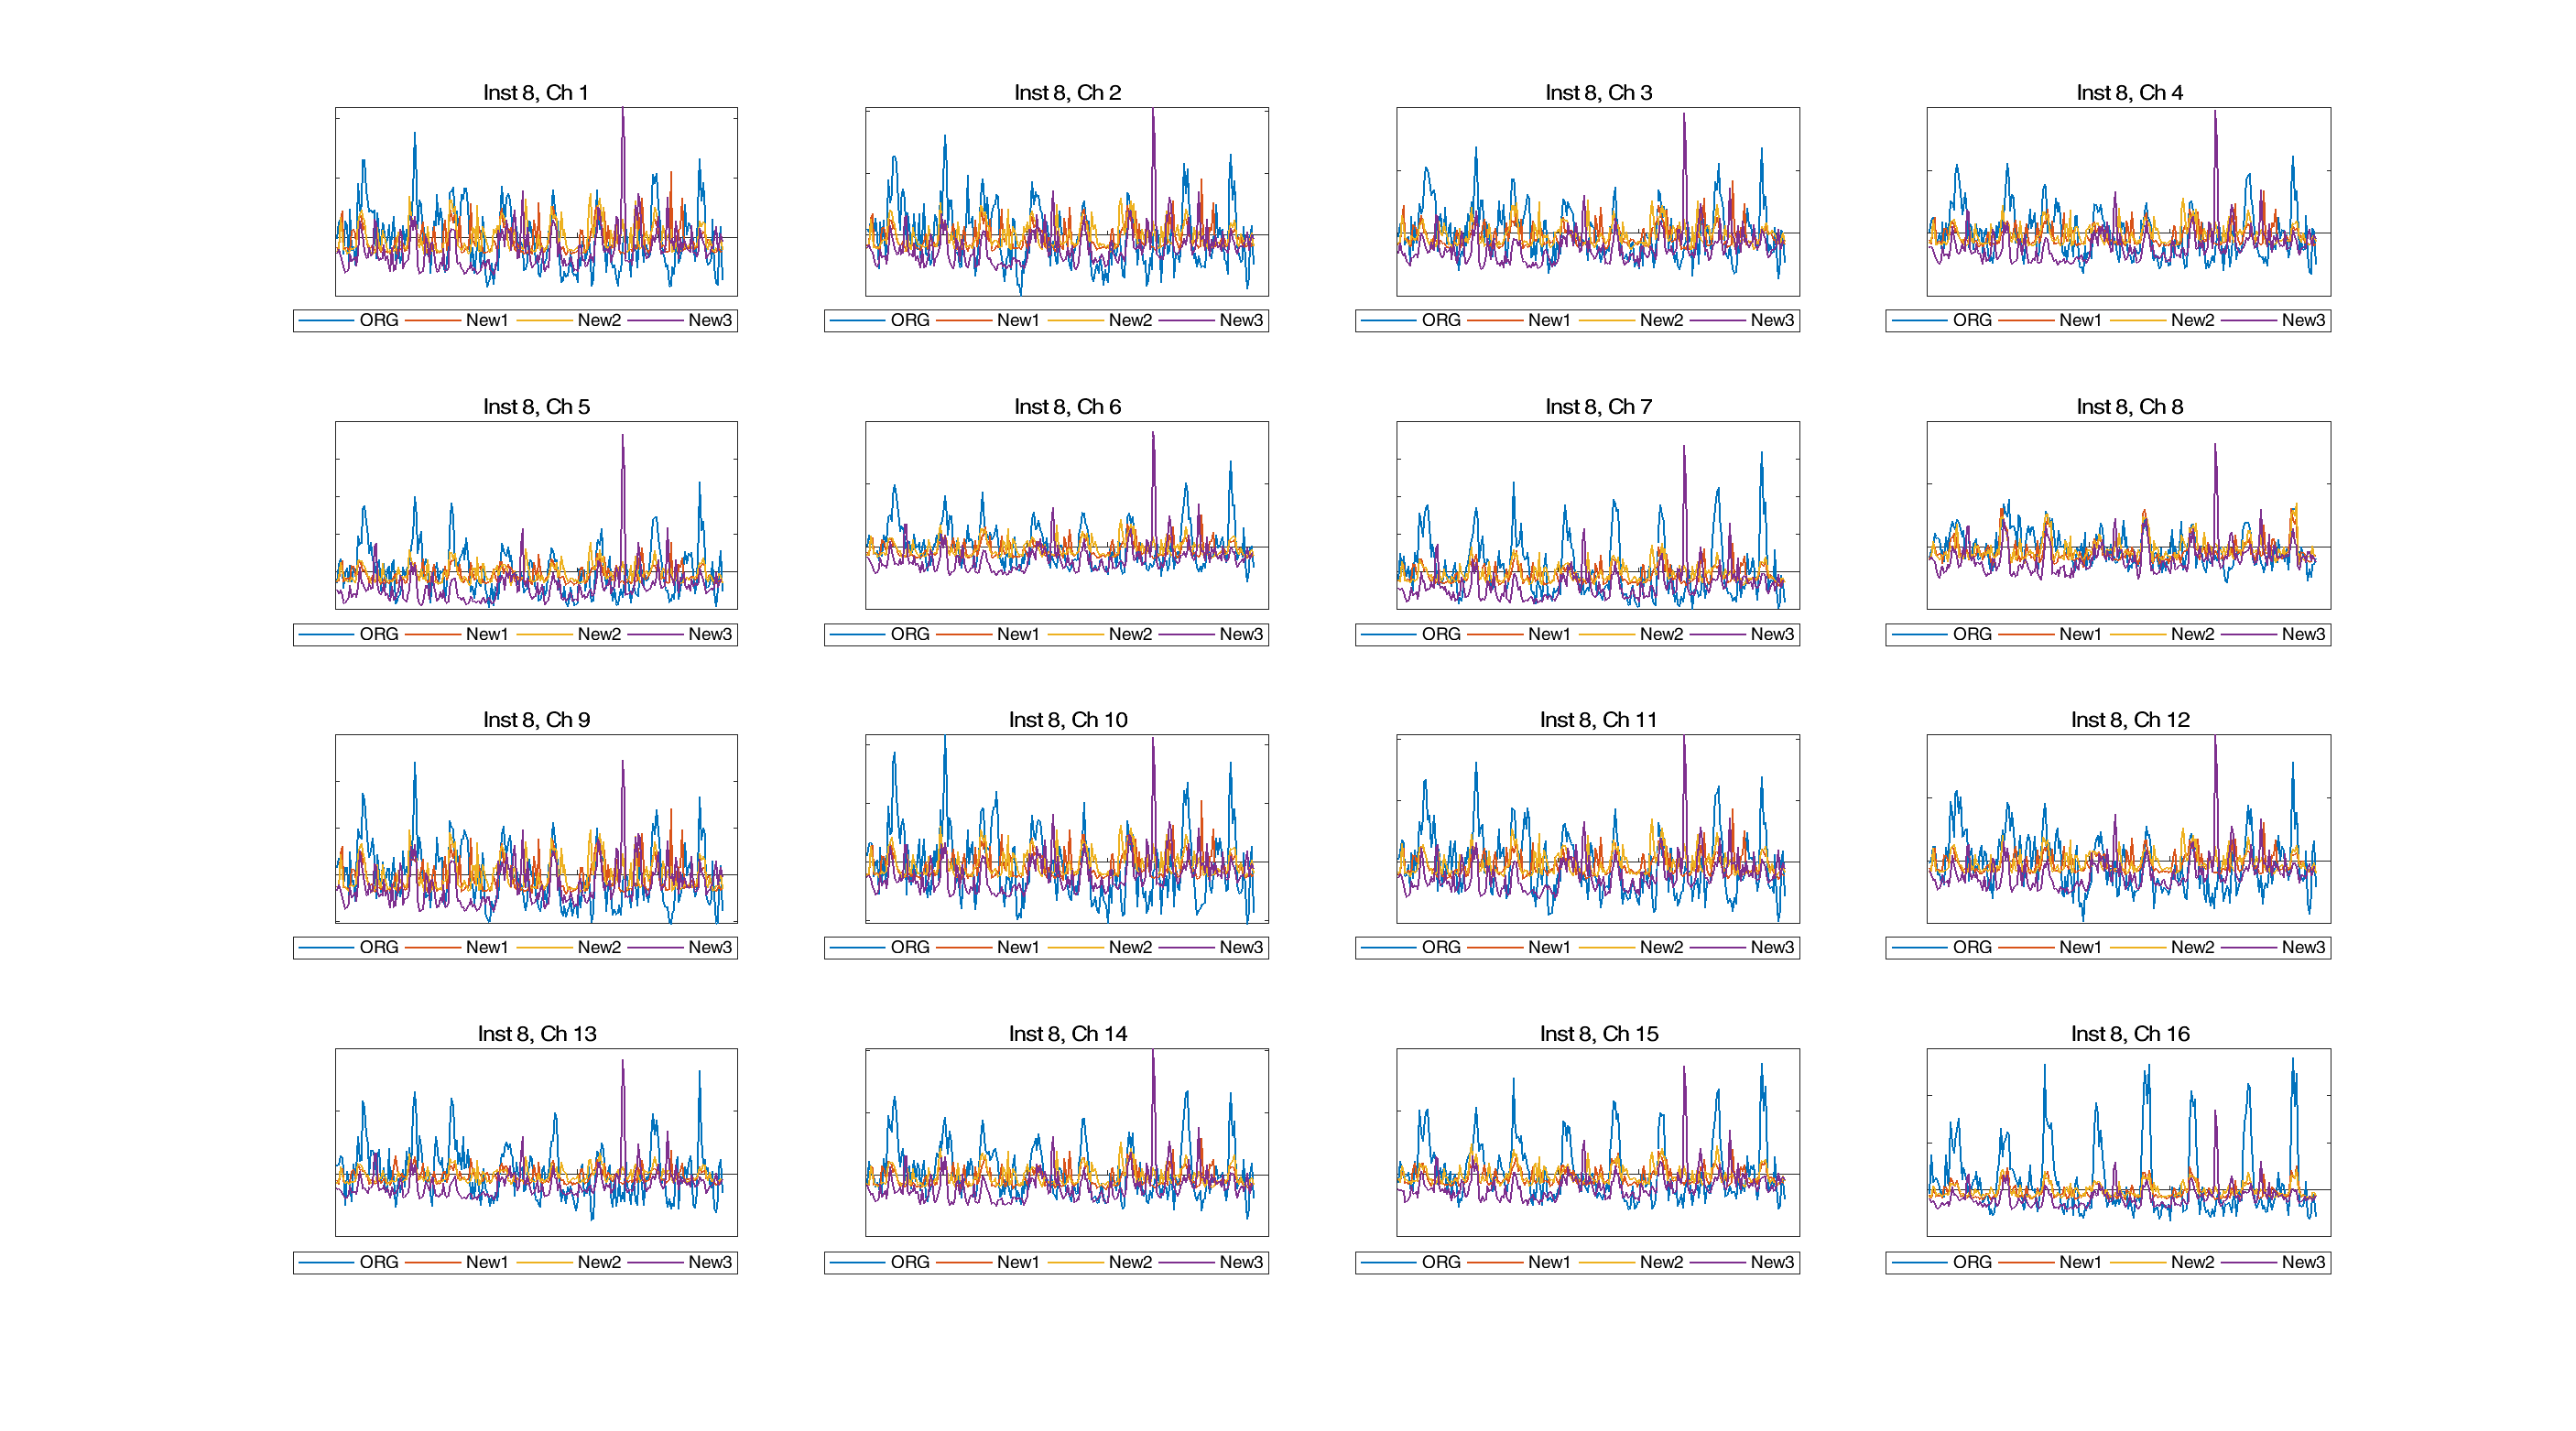 Inst 8, Ch 1
ORG New1 New2 New3
Inst 8, Ch 2
ORG New1 New2 New3
Inst 8, Ch 3
ORG New1 New2 New3
Inst 8, Ch 4
ORG New1 New2 New3
Inst 8, Ch 5
ORG New1 New2 New3
Inst 8, Ch 6
ORG New1 New2 New3
Inst 8, Ch 7
ORG New1 New2 New3
Inst 8, Ch 8
ORG New1 New2 New3
Inst 8, Ch 9
ORG New1 New2 New3
Inst 8, Ch 10
ORG New1 New2 New3
Inst 8, Ch 11
ORG New1 New2 New3
Inst 8, Ch 12
ORG New1 New2 New3
Inst 8, Ch 13
ORG New1 New2 New3
Inst 8, Ch 14
ORG New1 New2 New3
Inst 8, Ch 15
ORG New1 New2 New3
Inst 8, Ch 16
ORG New1 New2 New3